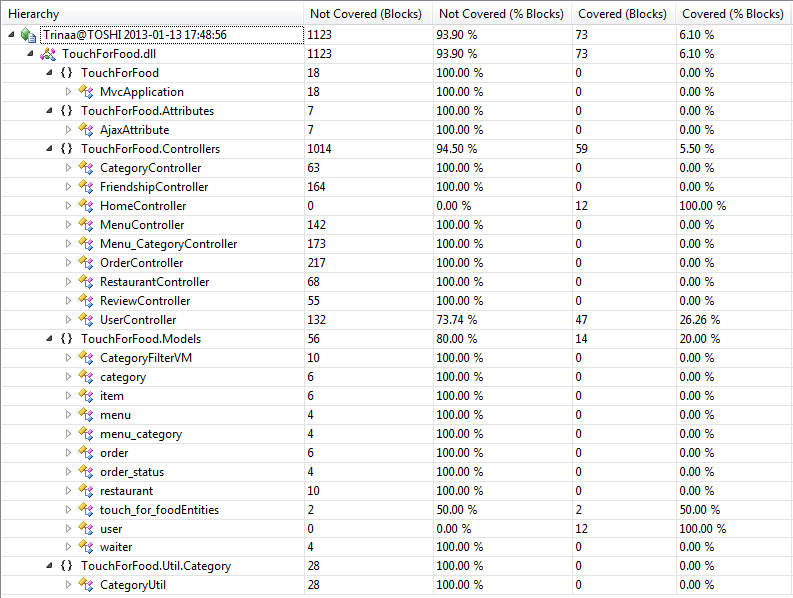 Hierarchy Not Covered (Blocks) Not Covered (% Blocks) Covered (Blocks) Covered (% Blocks)
Trinaa@TOSHI 2013-01-13 17:48:56 1123 93.90 % 73 6.10 %
TouchForFood.dll 1123 93.90 % 73 6.10 %
{} TouchForFood 18 100.00 % 0 0.00 %
MvcApplication 18 100.00 % 0 0.00 %
{} TouchForFood.Attributes 7 100.00 % 0 0.00 %
AjaxAttribute 7 100.00 % 0 0.00 %
{} TouchForFood.Controllers 1014 94.50 % 59 5.50 %
CategoryController 63 100.00 % 0 0.00 %
FriendshipController 164 100.00 % 0 0.00 %
HomeController 0 0.00 % 12 100.00 %
MenuController 142 100.00 % 0 0.00 %
Menu_CategoryController 173 100.00 % 0 0.00 %
OrderController 217 100.00 % 0 0.00 %
RestaurantController 68 100.00 % 0 0.00 %
ReviewController 55 100.00 % 0 0.00 %
UserController 132 73.74 % 47 26.26 %
{} TouchForFood.Models 56 80.00 % 14 20.00 %
CategoryFilterVM 10 100.00 % 0 0.00 %
category 6 100.00 % 0 0.00 %
item 6 100.00 % 0 0.00 %
menu 4 100.00 % 0 0.00 %
menu_category 4 100.00 % 0 0.00 %
order 6 100.00 % 0 0.00 %
order_status 4 100.00 % 0 0.00 %
restaurant 10 100.00 % 0 0.00 %
touch_for_foodEntities 2 50.00 % 2 50.00 %
user 0 0.00 % 12 100.00 %
waiter 4 100.00 % 0 0.00 %
{} TouchForFood.Util.Category 28 100.00 % 0 0.00 %
CategoryUtil 28 100.00 % 0 0.00 %